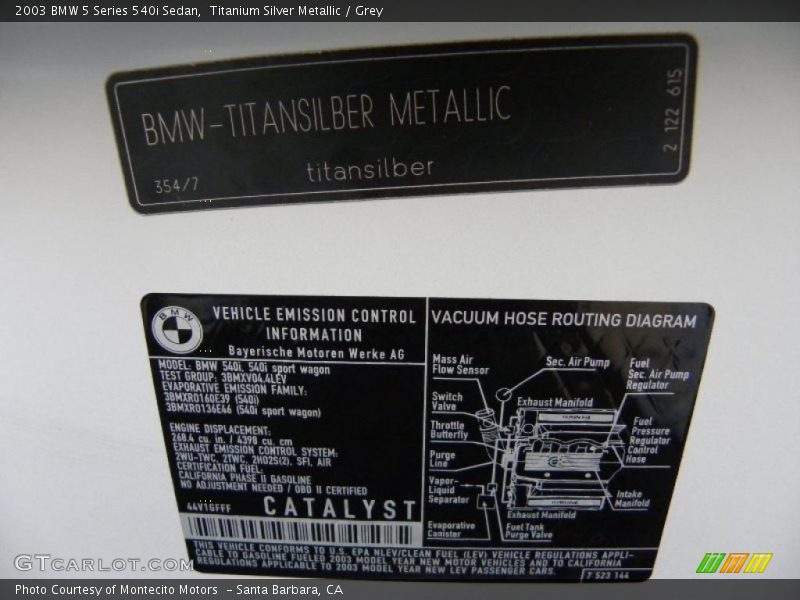 2003 BMW 5 Series 540i Sedan,  Titanium Silver Metallic / Grey
BMW-TITANSILBER METALLIC
titansilber
354/7
2 122 615
BMW
VEHICLE EMISSION CONTROL
INFORMATION
Bayerische Motoren Werke AG
MODEL: BMW 540i, 540i sport wagon
TEST GROUP: 3BMXV04.4LEV
EVAPORATIVE EMISSION FAMILY:
3BMXR0160E39 (540i)
3BMXR0136E46 (540i sport wagon)
ENGINE DISPLACEMENT:
268.4 cu. in. / 4398 cu. cm
EXHAUST EMISSION CONTROL SYSTEM:
2WU-TWC, 2TWC, 2HO2S(2), SFI, AIR
CERTIFICATION FUEL:
CALIFORNIA PHASE II GASOLINE
NO ADJUSTMENT NEEDED / OBD II CERTIFIED
44V1GFFF
CATALYST
VACUUM HOSE ROUTING DIAGRAM
Mass Air
Flow Sensor
Sec. Air Pump
Fuel
Sec. Air Pump
Regulator
Switch
Valve
Exhaust Manifold
Throttle
Butterfly
Fuel
Pressure
Regulator
Control
Hose
Purge
Line
Vapor-
Liquid
Separator
Intake
Manifold
Exhaust Manifold
Evaporative
Canister
Fuel Tank
Purge Valve
THIS VEHICLE CONFORMS TO U.S. EPA NLEV/CLEAN FUEL (LEV) VEHICLE REGULATIONS APPLI-
CABLE TO GASOLINE FUELED 2003 MODEL YEAR NEW MOTOR VEHICLES AND TO CALIFORNIA
REGULATIONS APPLICABLE TO 2003 MODEL YEAR NEW LEV PASSENGER CARS.
7 523 144
GTCARLOT.COM
Photo Courtesy of Montecito Motors  - Santa Barbara, CA